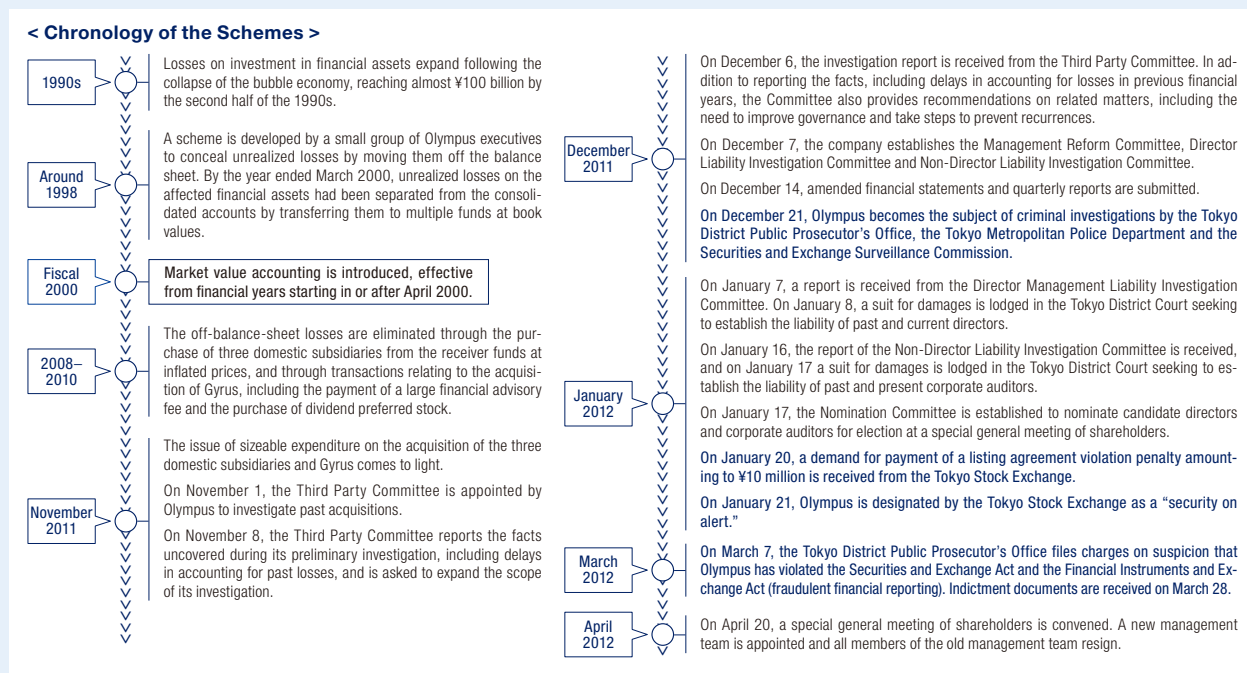 < Chronology of the Schemes >
1990s
Losses on investment in financial assets expand following the
collapse of the bubble economy, reaching almost ¥100 billion by
the second half of the 1990s.
Around
1998
A scheme is developed by a small group of Olympus executives
to conceal unrealized losses by moving them off the balance
sheet. By the year ended March 2000, unrealized losses on the
affected financial assets had been separated from the consoli-
dated accounts by transferring them to multiple funds at book
values.
Fiscal
2000
Market value accounting is introduced, effective
from financial years starting in or after April 2000.
2008–
2010
The off-balance-sheet losses are eliminated through the pur-
chase of three domestic subsidiaries from the receiver funds at
inflated prices, and through transactions relating to the acquisi-
tion of Gyrus, including the payment of a large financial advisory
fee and the purchase of dividend preferred stock.
November
2011
The issue of sizeable expenditure on the acquisition of the three
domestic subsidiaries and Gyrus comes to light.
On November 1, the Third Party Committee is appointed by
Olympus to investigate past acquisitions.
On November 8, the Third Party Committee reports the facts
uncovered during its preliminary investigation, including delays
in accounting for past losses, and is asked to expand the scope
of its investigation.
December
2011
On December 6, the investigation report is received from the Third Party Committee. In ad-
dition to reporting the facts, including delays in accounting for losses in previous financial
years, the Committee also provides recommendations on related matters, including the
need to improve governance and take steps to prevent recurrences.
On December 7, the company establishes the Management Reform Committee, Director
Liability Investigation Committee and Non-Director Liability Investigation Committee.
On December 14, amended financial statements and quarterly reports are submitted.
On December 21, Olympus becomes the subject of criminal investigations by the Tokyo
District Public Prosecutor's Office, the Tokyo Metropolitan Police Department and the
Securities and Exchange Surveillance Commission.
January
2012
On January 7, a report is received from the Director Management Liability Investigation
Committee. On January 8, a suit for damages is lodged in the Tokyo District Court seeking
to establish the liability of past and current directors.
On January 16, the report of the Non-Director Liability Investigation Committee is received,
and on January 17 a suit for damages is lodged in the Tokyo District Court seeking to es-
tablish the liability of past and present corporate auditors.
On January 17, the Nomination Committee is established to nominate candidate directors
and corporate auditors for election at a special general meeting of shareholders.
On January 20, a demand for payment of a listing agreement violation penalty amount-
ing to ¥10 million is received from the Tokyo Stock Exchange.
On January 21, Olympus is designated by the Tokyo Stock Exchange as a “security on
alert.”
March
2012
On March 7, the Tokyo District Public Prosecutor's Office files charges on suspicion that
Olympus has violated the Securities and Exchange Act and the Financial Instruments and Ex-
change Act (fraudulent financial reporting). Indictment documents are received on March 28.
April
2012
On April 20, a special general meeting of shareholders is convened. A new management
team is appointed and all members of the old management team resign.